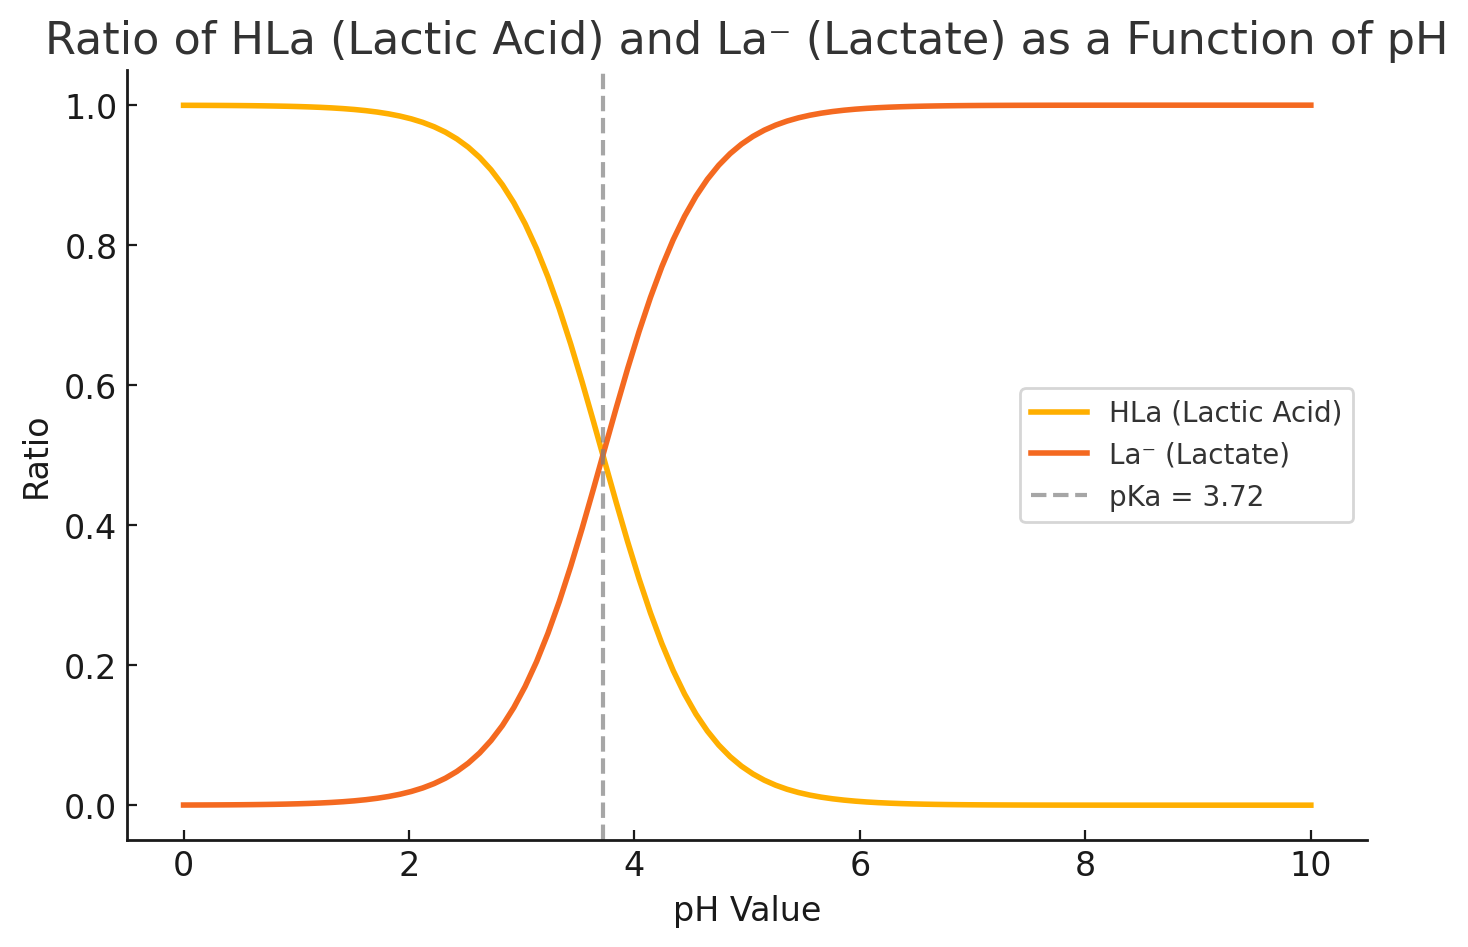 Ratio of HLa (Lactic Acid) and La⁻ (Lactate) as a Function of pH
1.0
0.8
0.6
0.4
0.2
0.0
Ratio
HLa (Lactic Acid)
La⁻ (Lactate)
pKa = 3.72
0 2 4 6 8 10
pH Value